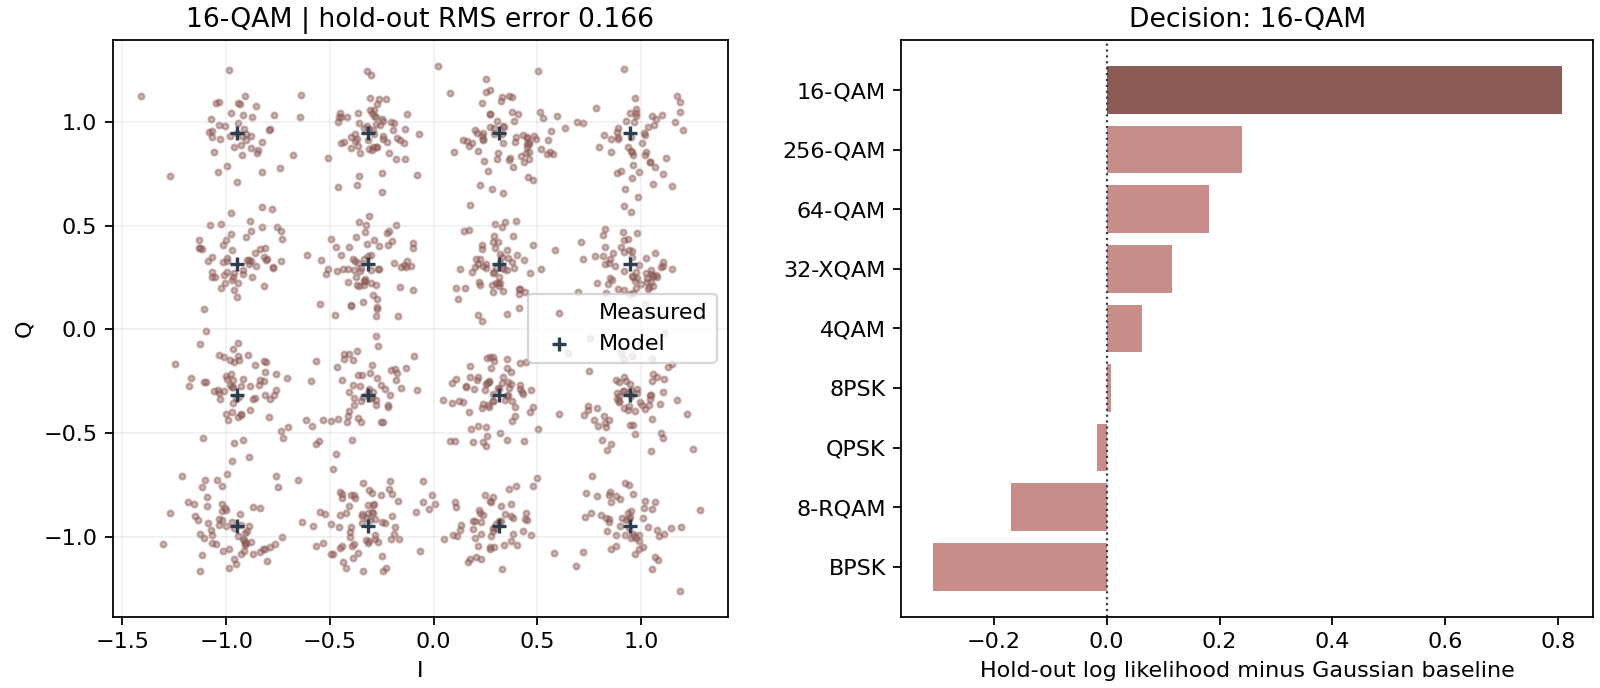 16-QAM | hold-out RMS error 0.166
1.0
0.5
0.0
−0.5
−1.0
Q
−1.5
−1.0
−0.5
0.0
0.5
1.0
I
Measured
Model
Decision: 16-QAM
16-QAM
256-QAM
64-QAM
32-XQAM
4QAM
8PSK
QPSK
8-RQAM
BPSK
−0.2
0.0
0.2
0.4
0.6
0.8
Hold-out log likelihood minus Gaussian baseline